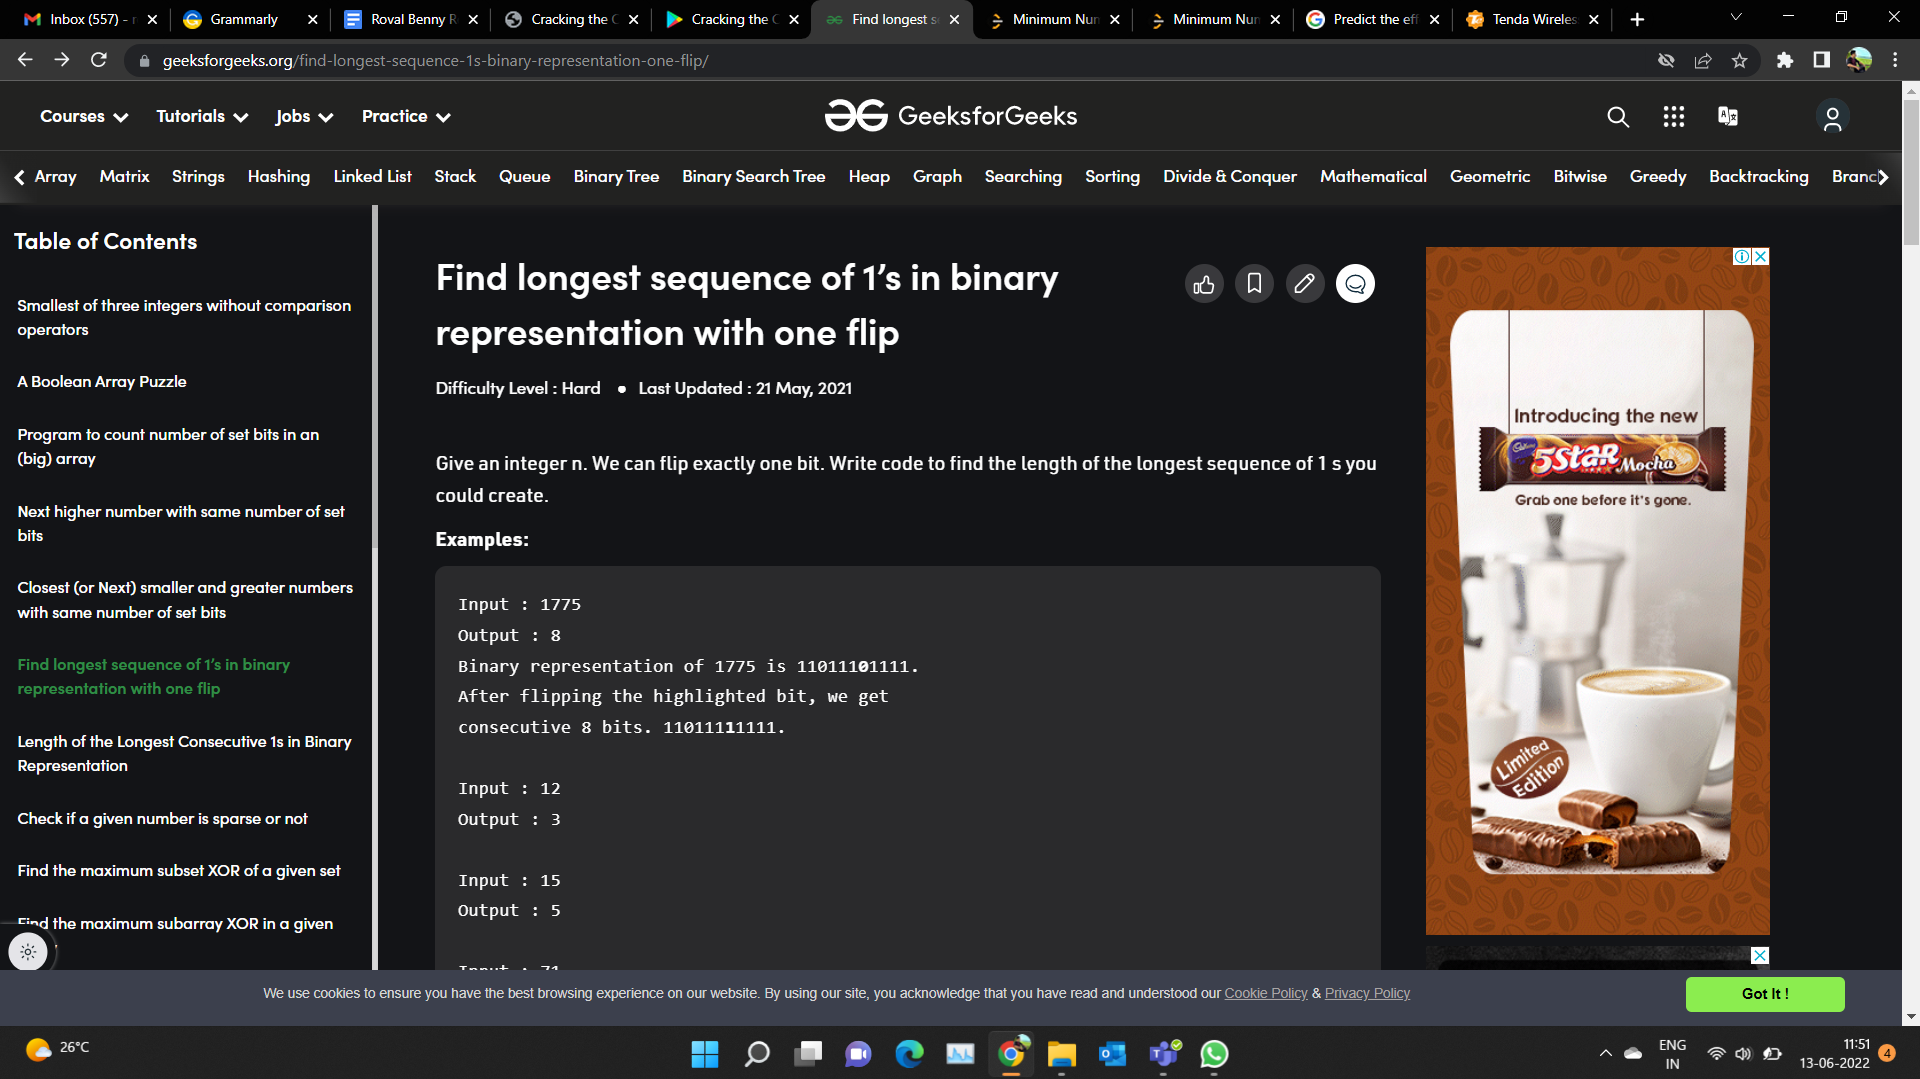 Inbox (557) -
Grammarly
Roval Benny R
Cracking the C
Cracking the C
Find longest s
Minimum Nun
Minimum Nun
Predict the eff
Tenda Wireles
geeksforgeeks.org/find-longest-sequence-1s-binary-representation-one-flip/
Courses
Tutorials
Jobs
Practice
GeeksforGeeks
Array
Matrix
Strings
Hashing
Linked List
Stack
Queue
Binary Tree
Binary Search Tree
Heap
Graph
Searching
Sorting
Divide & Conquer
Mathematical
Geometric
Bitwise
Greedy
Backtracking
Branc
Table of Contents
Smallest of three integers without comparison
operators
A Boolean Array Puzzle
Program to count number of set bits in an
(big) array
Next higher number with same number of set
bits
Closest (or Next) smaller and greater numbers
with same number of set bits
Find longest sequence of 1’s in binary
representation with one flip
Length of the Longest Consecutive 1s in Binary
Representation
Check if a given number is sparse or not
Find the maximum subset XOR of a given set
Find the maximum subarray XOR in a given
Find longest sequence of 1’s in binary
representation with one flip
Difficulty Level : Hard ● Last Updated : 21 May, 2021
Give an integer n. We can flip exactly one bit. Write code to find the length of the longest sequence of 1 s you
could create.
Examples:
Input : 1775
Output : 8
Binary representation of 1775 is 11011101111.
After flipping the highlighted bit, we get
consecutive 8 bits. 11011111111.
Input : 12
Output : 3
Input : 15
Output : 5
Input : 71
Introducing the new
Cadbury
5STAR Mocha
Grab one before it's gone.
Limited
Edition
We use cookies to ensure you have the best browsing experience on our website. By using our site, you acknowledge that you have read and understood our Cookie Policy & Privacy Policy
Got It !
26°C
ENG
IN
11:51
13-06-2022
4